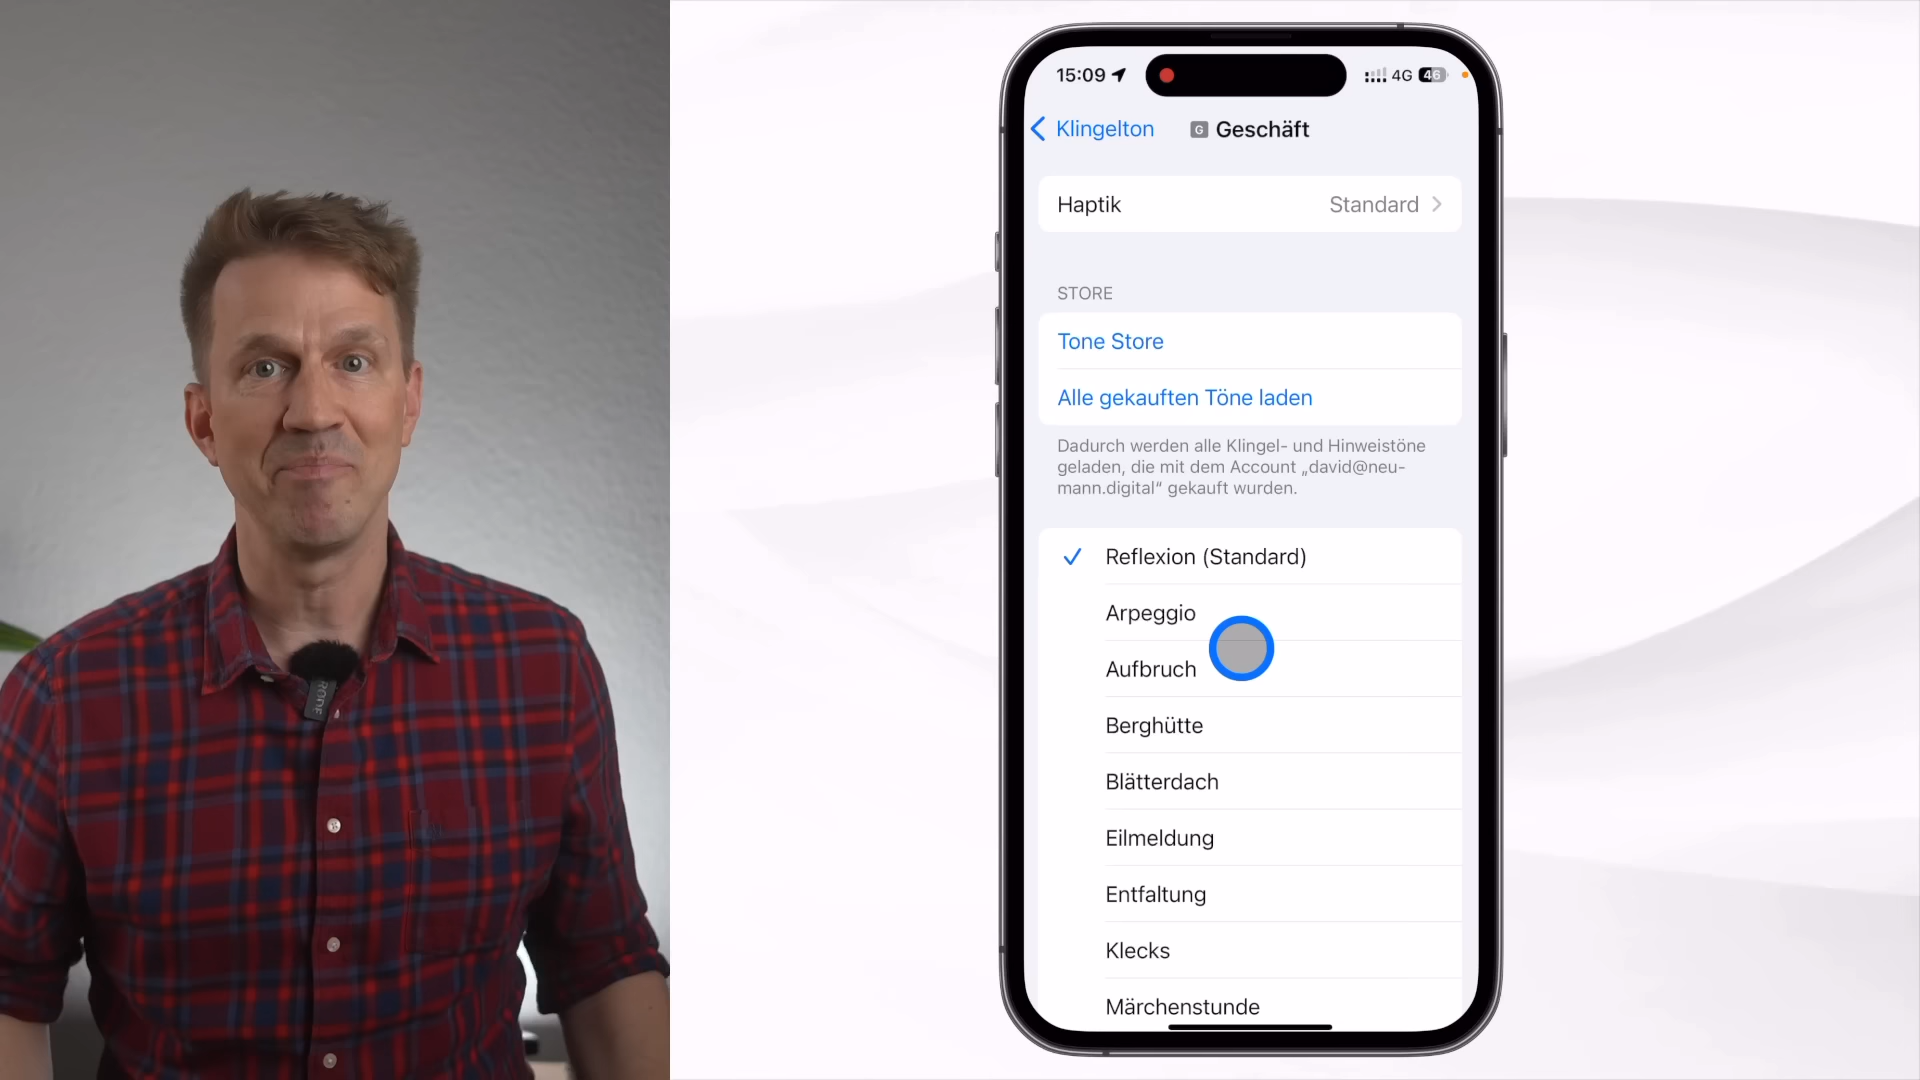 15:09
4G
46
Klingelton
G
Geschäft
Haptik
Standard
STORE
Tone Store
Alle gekauften Töne laden
Dadurch werden alle Klingel- und Hinweistöne
geladen, die mit dem Account „david@neu-
mann.digital“ gekauft wurden.
Reflexion (Standard)
Arpeggio
Aufbruch
Berghütte
Blätterdach
Eilmeldung
Entfaltung
Klecks
Märchenstunde
RØDE